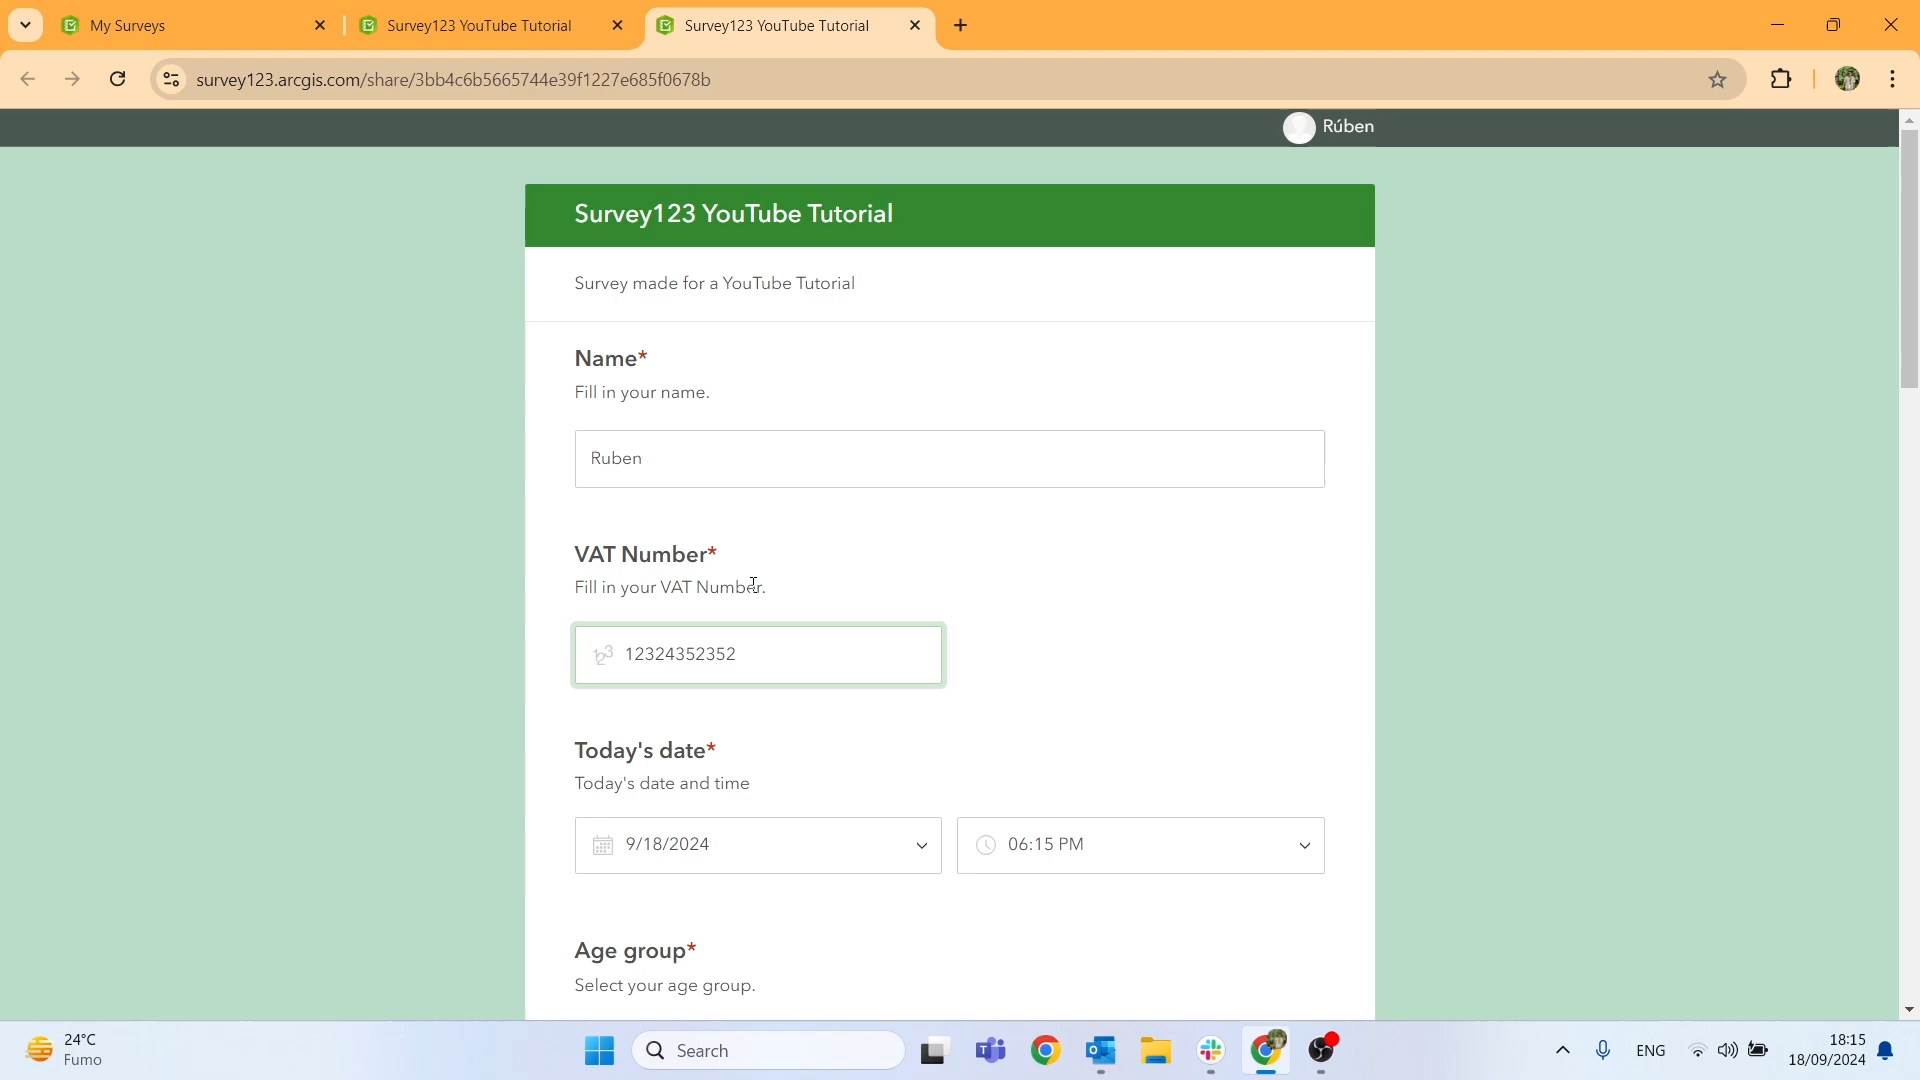 My Surveys
Survey123 YouTube Tutorial
Survey123 YouTube Tutorial
survey123.arcgis.com/share/3bb4c6b5665744e39f1227e685f0678b
Rúben
Survey123 YouTube Tutorial
Survey made for a YouTube Tutorial
Name*
Fill in your name.
Ruben
VAT Number*
Fill in your VAT Number.
12324352352
Today's date*
Today's date and time
9/18/2024
06:15 PM
Age group*
Select your age group.
24°C
Fumo
Search
ENG
18:15
18/09/2024